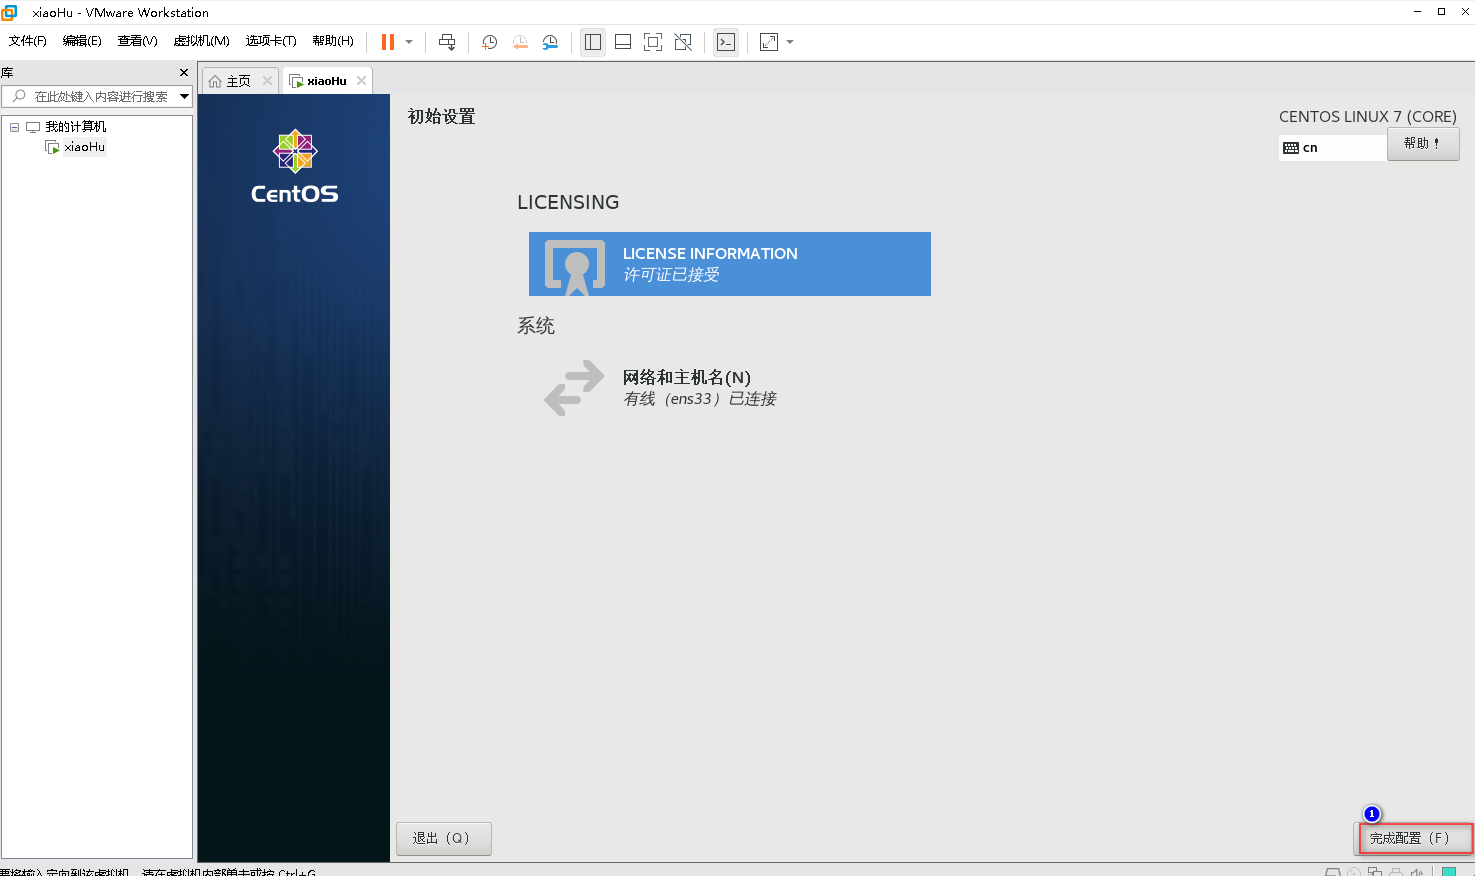 xiaoHu - VMware Workstation
文件(F) 编辑(E) 查看(V) 虚拟机(M) 选项卡(T) 帮助(H)
库
在此处键入内容进行搜索
我的计算机
xiaoHu
主页
xiaoHu
CentOS
初始设置
CENTOS LINUX 7 (CORE)
cn
帮助！
LICENSING
LICENSE INFORMATION
许可证已接受
系统
网络和主机名(N)
有线（ens33）已连接
退出（Q）
1
完成配置（F）
要将输入定向到该虚拟机，请在虚拟机内部单击或按 Ctrl+G。